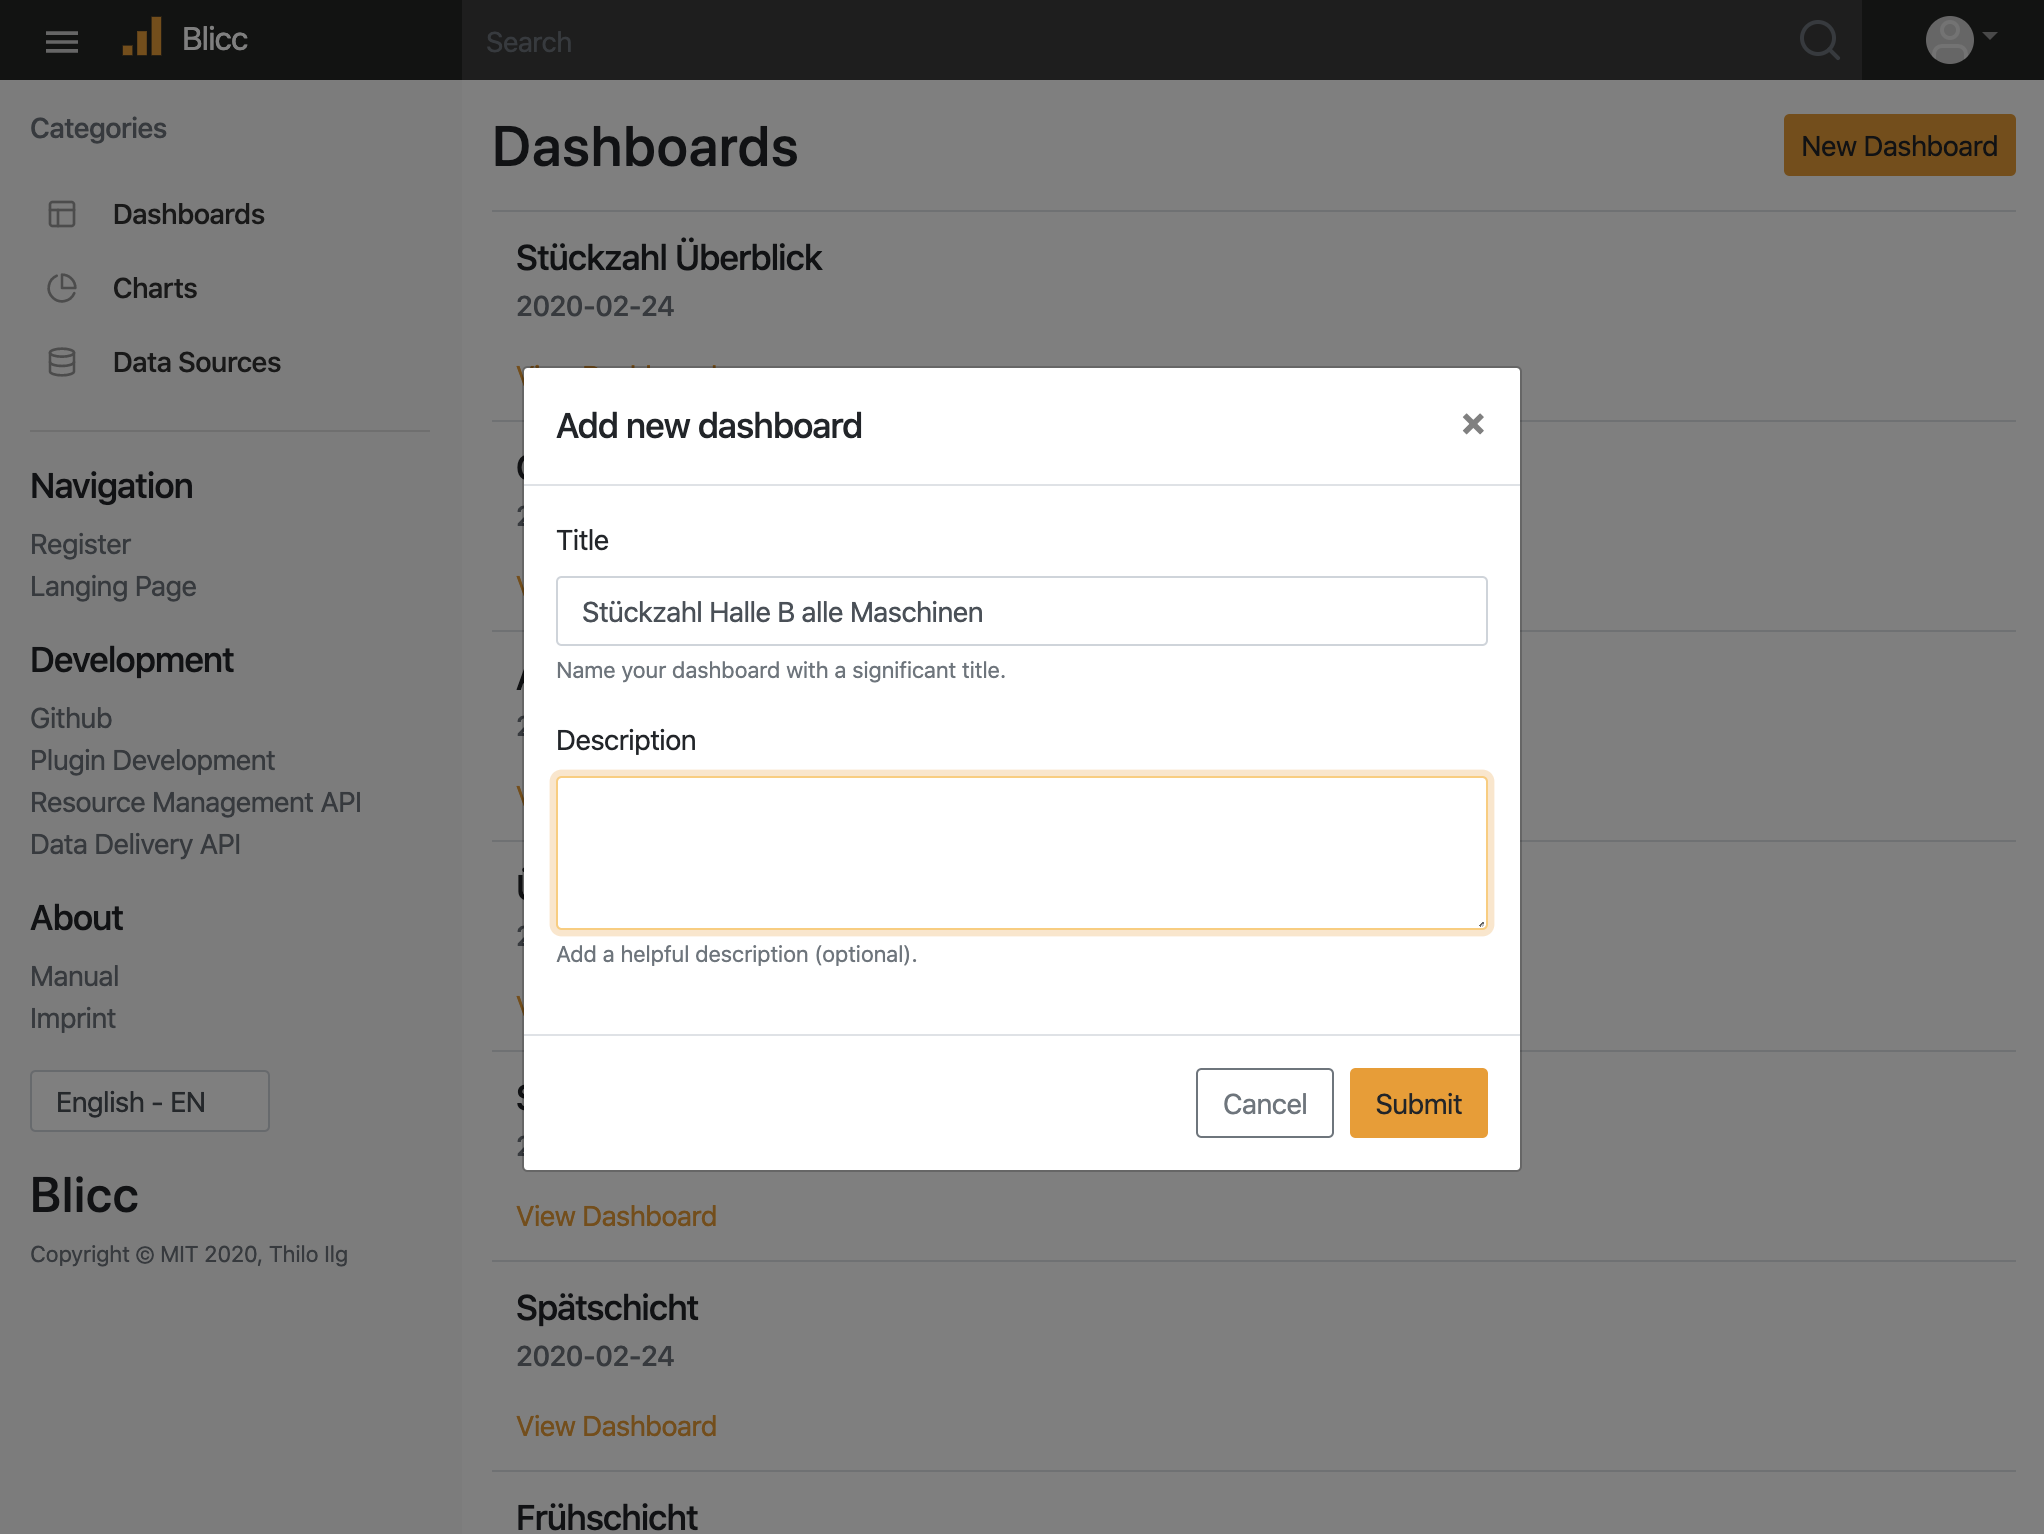 Blicc
Search
Categories
Dashboards
Charts
Data Sources
Navigation
Register
Langing Page
Development
Github
Plugin Development
Resource Management API
Data Delivery API
About
Manual
Imprint
English - EN
Blicc
Copyright © MIT 2020, Thilo Ilg
Dashboards
New Dashboard
Stückzahl Überblick
2020-02-24
Add new dashboard
Title
Stückzahl Halle B alle Maschinen
Name your dashboard with a significant title.
Description
Add a helpful description (optional).
Cancel
Submit
View Dashboard
Spätschicht
2020-02-24
View Dashboard
Frühschicht